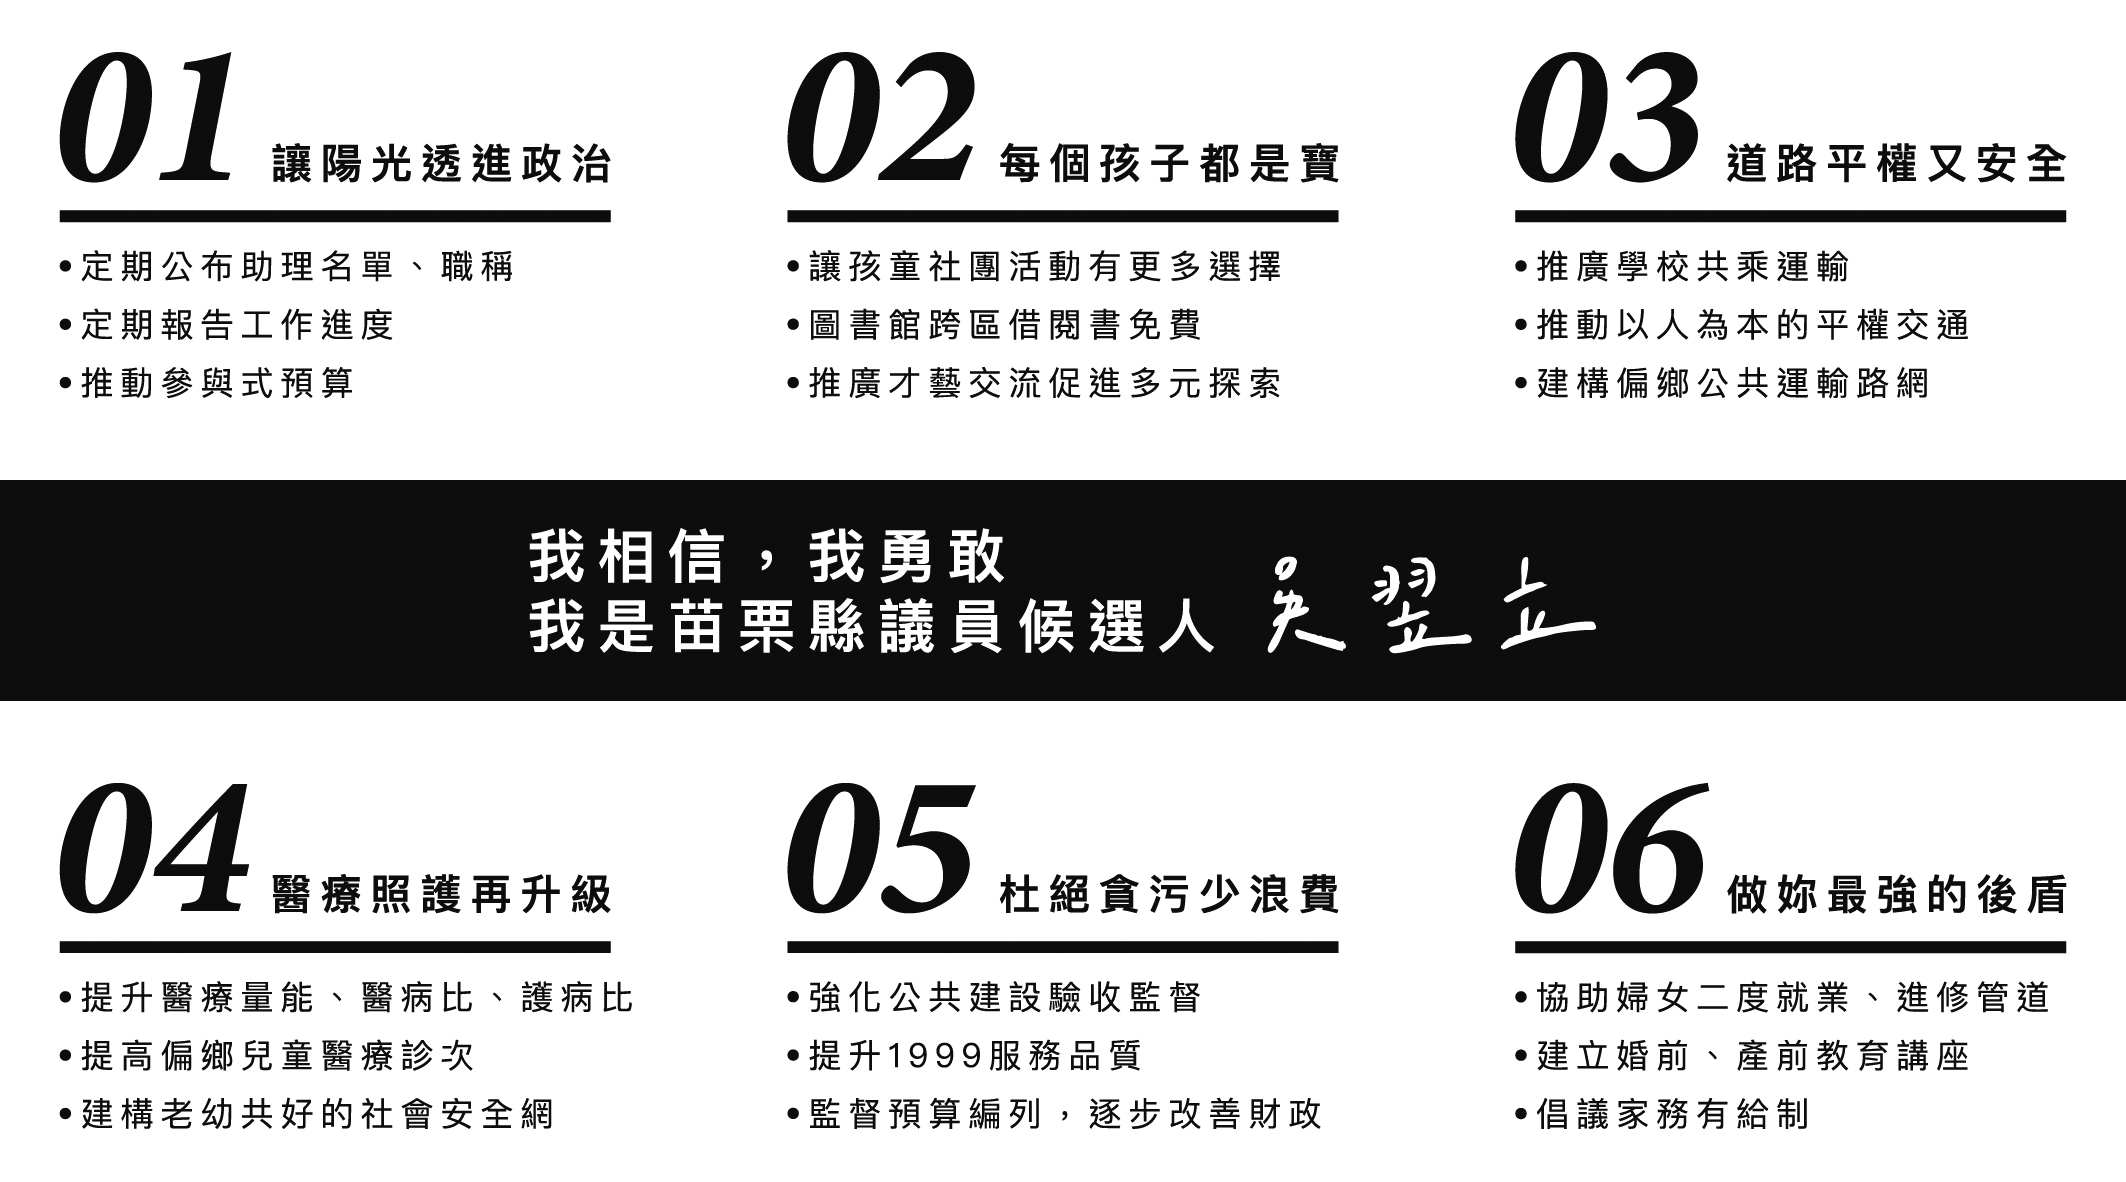 01 讓陽光透進政治
•定期公布助理名單、職稱
•定期報告工作進度
•推動參與式預算
02 每個孩子都是寶
•讓孩童社團活動有更多選擇
•圖書館跨區借閱書免費
•推廣才藝交流促進多元探索
03 道路平權又安全
•推廣學校共乘運輸
•推動以人為本的平權交通
•建構偏鄉公共運輸路網
我相信，我勇敢
我是苗栗縣議員候選人 吳翌立
04 醫療照護再升級
•提升醫療量能、醫病比、護病比
•提高偏鄉兒童醫療診次
•建構老幼共好的社會安全網
05 杜絕貪污少浪費
•強化公共建設驗收監督
•提升1999服務品質
•監督預算編列，逐步改善財政
06 做妳最強的後盾
•協助婦女二度就業、進修管道
•建立婚前、產前教育講座
•倡議家務有給制